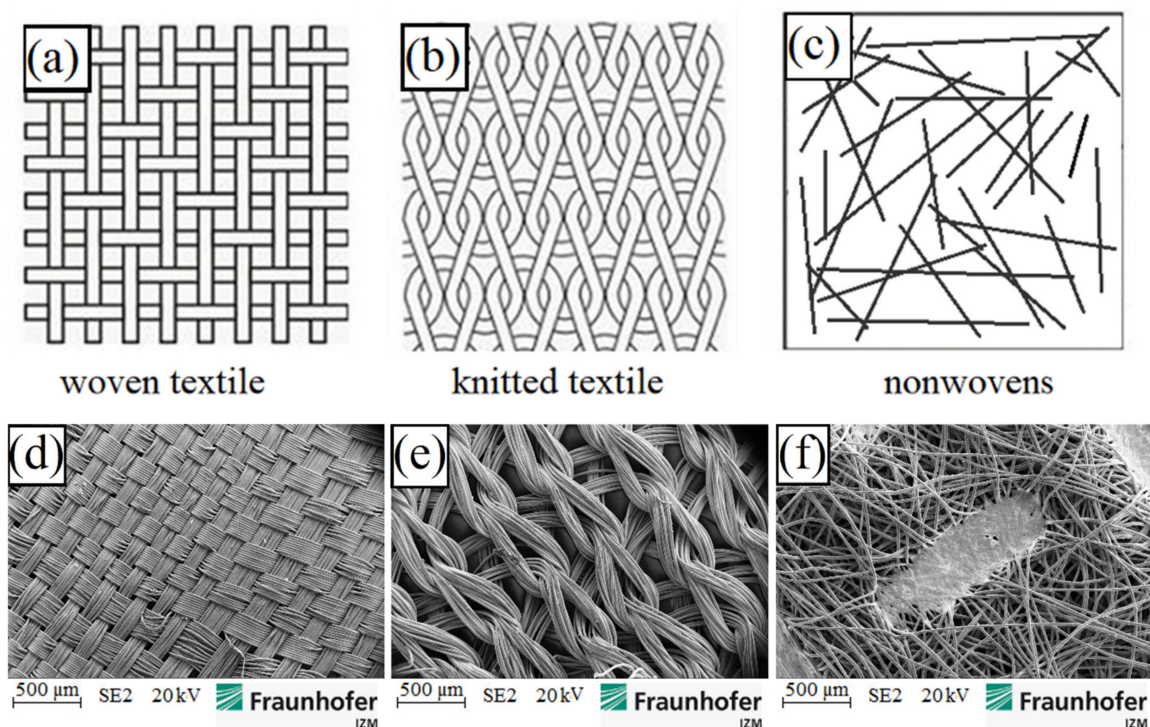 (a)
(b)
(c)
woven textile
knitted textile
nonwovens
(d)
(e)
(f)
500 µm SE2 20 kV Fraunhofer
IZM
500 µm SE2 20 kV Fraunhofer
IZM
500 µm SE2 20 kV Fraunhofer
IZM